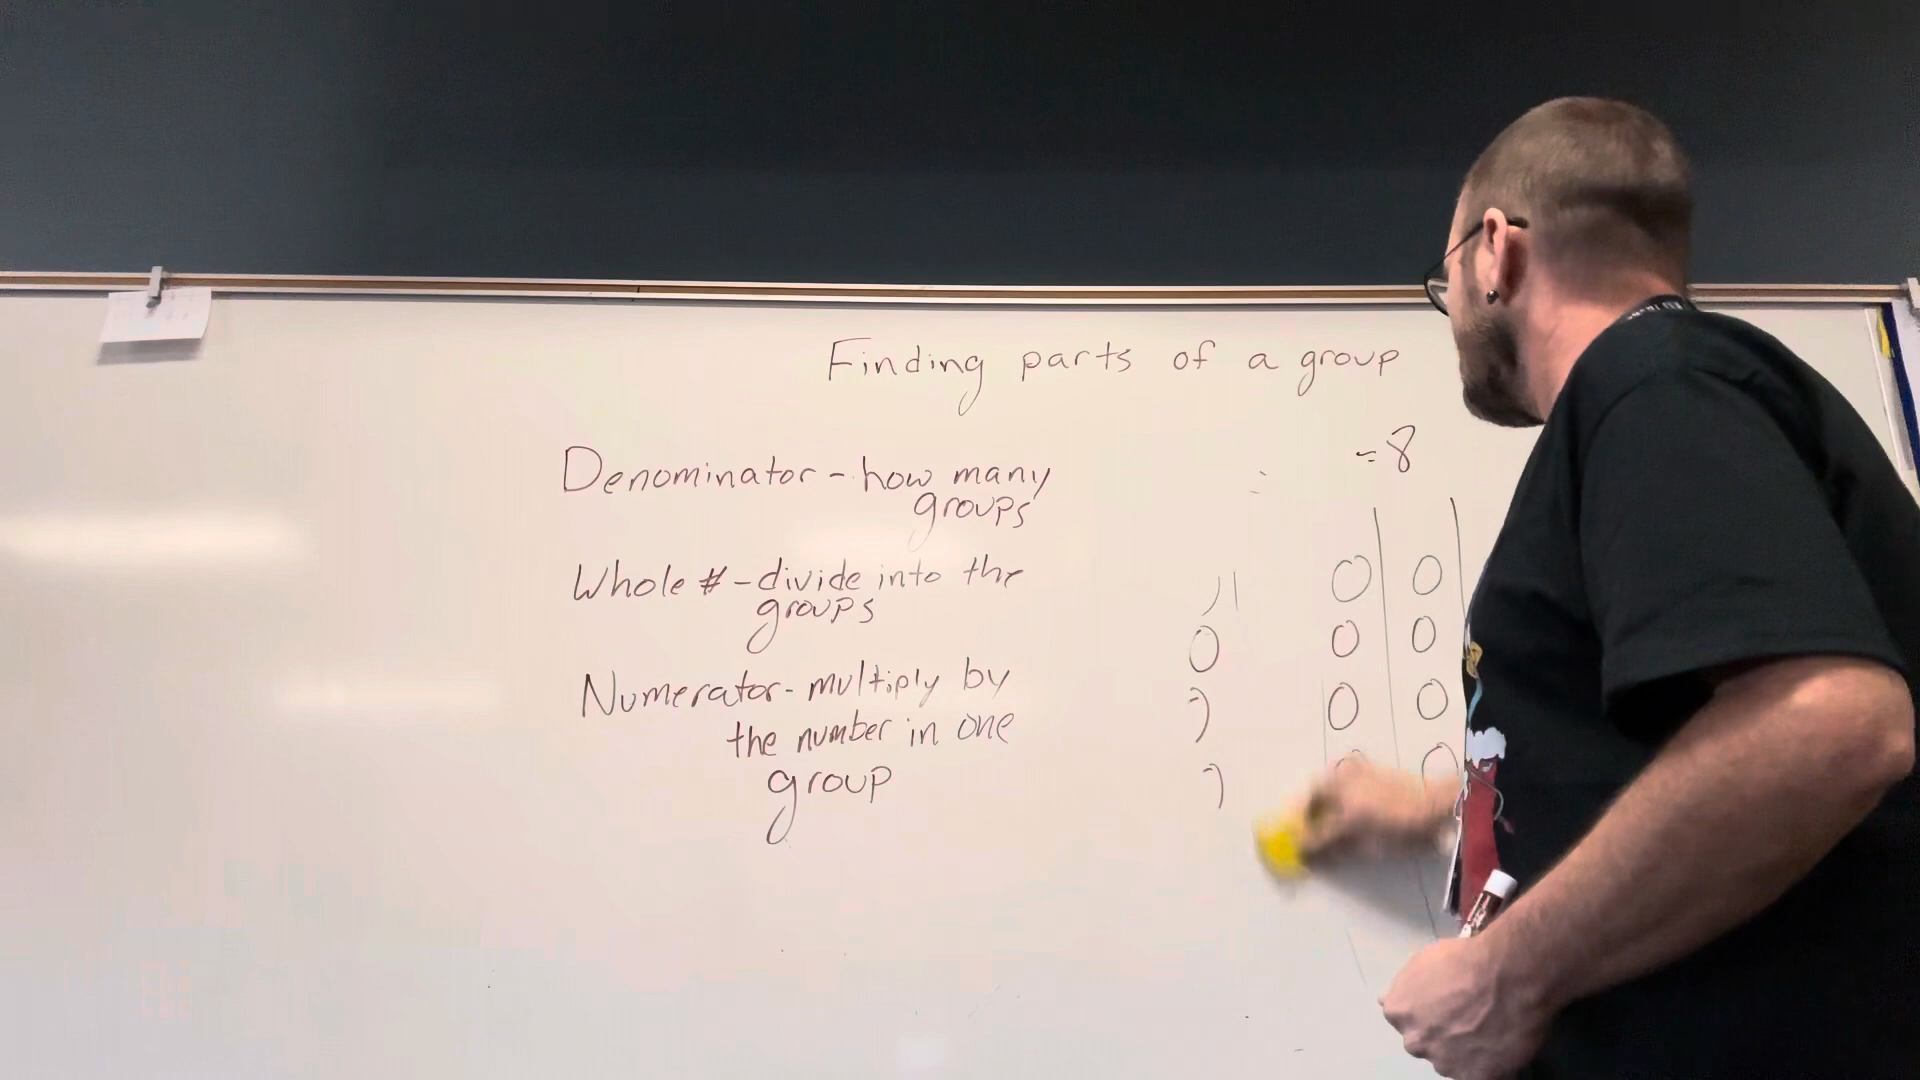 Finding parts of a group
= 8
Denominator - how many
groups
Whole # - divide into the
groups
Numerator - multiply by
the number in one
group